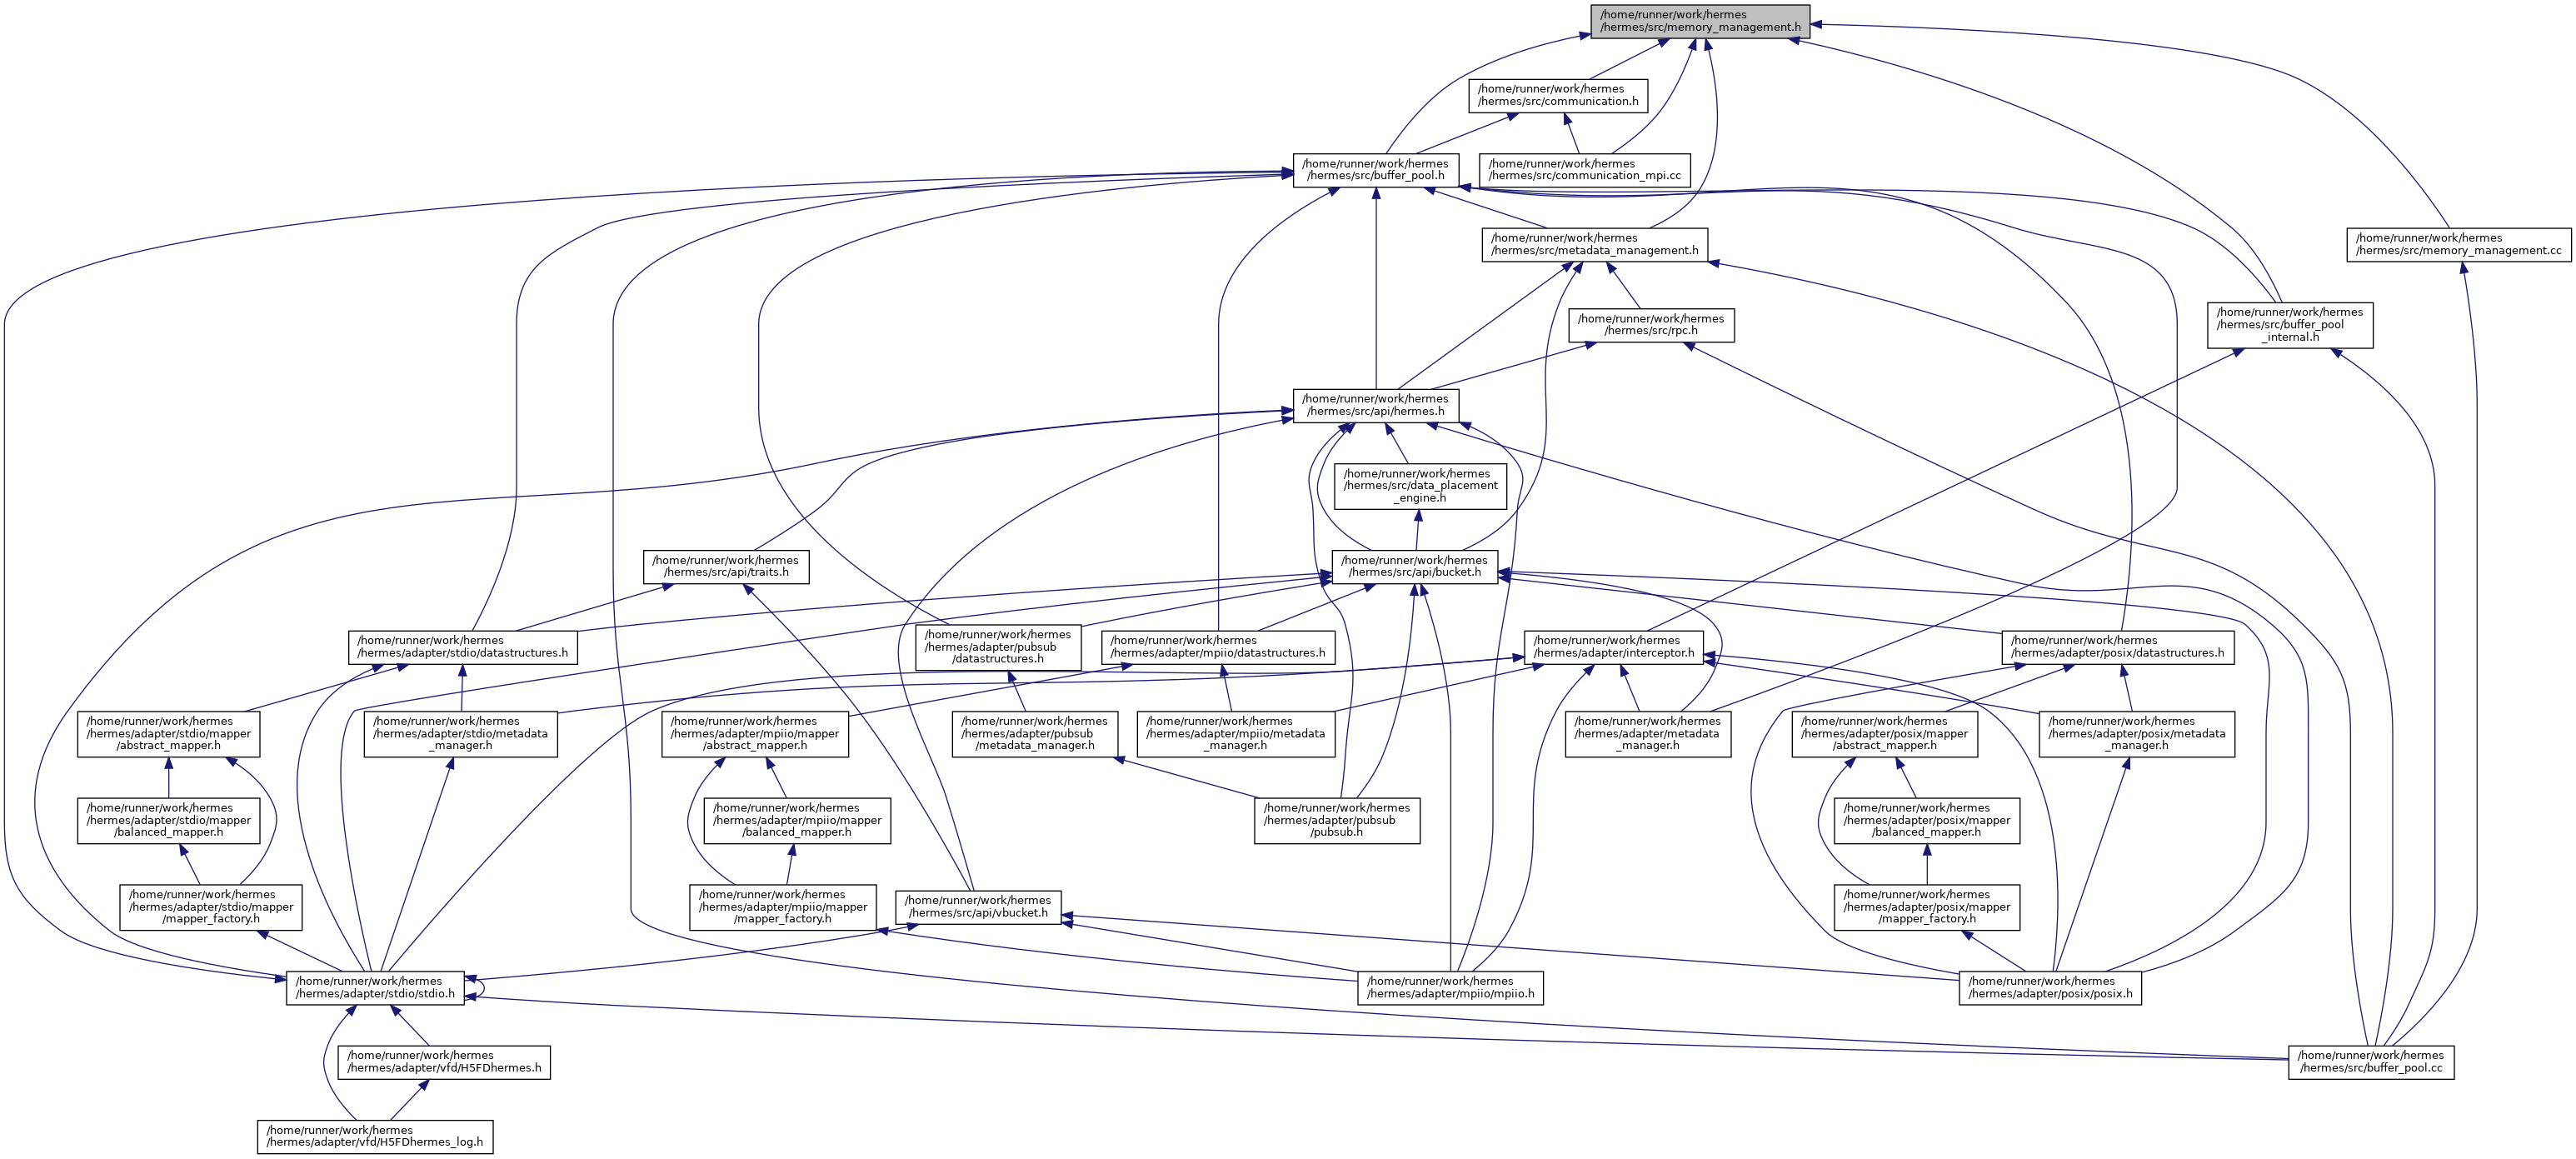 /home/runner/work/hermes
/hermes/src/memory_management.h
/home/runner/work/hermes
/hermes/src/communication.h
/home/runner/work/hermes
/hermes/src/buffer_pool.h
/home/runner/work/hermes
/hermes/src/communication_mpi.cc
/home/runner/work/hermes
/hermes/src/metadata_management.h
/home/runner/work/hermes
/hermes/src/memory_management.cc
/home/runner/work/hermes
/hermes/src/rpc.h
/home/runner/work/hermes
/hermes/src/buffer_pool
_internal.h
/home/runner/work/hermes
/hermes/src/api/hermes.h
/home/runner/work/hermes
/hermes/src/data_placement
_engine.h
/home/runner/work/hermes
/hermes/src/api/traits.h
/home/runner/work/hermes
/hermes/src/api/bucket.h
/home/runner/work/hermes
/hermes/adapter/stdio/datastructures.h
/home/runner/work/hermes
/hermes/adapter/pubsub
/datastructures.h
/home/runner/work/hermes
/hermes/adapter/mpiio/datastructures.h
/home/runner/work/hermes
/hermes/adapter/interceptor.h
/home/runner/work/hermes
/hermes/adapter/posix/datastructures.h
/home/runner/work/hermes
/hermes/adapter/stdio/mapper
/abstract_mapper.h
/home/runner/work/hermes
/hermes/adapter/stdio/metadata
_manager.h
/home/runner/work/hermes
/hermes/adapter/mpiio/mapper
/abstract_mapper.h
/home/runner/work/hermes
/hermes/adapter/pubsub
/metadata_manager.h
/home/runner/work/hermes
/hermes/adapter/mpiio/metadata
_manager.h
/home/runner/work/hermes
/hermes/adapter/metadata
_manager.h
/home/runner/work/hermes
/hermes/adapter/posix/mapper
/abstract_mapper.h
/home/runner/work/hermes
/hermes/adapter/posix/metadata
_manager.h
/home/runner/work/hermes
/hermes/adapter/stdio/mapper
/balanced_mapper.h
/home/runner/work/hermes
/hermes/adapter/mpiio/mapper
/balanced_mapper.h
/home/runner/work/hermes
/hermes/adapter/pubsub
/pubsub.h
/home/runner/work/hermes
/hermes/adapter/posix/mapper
/balanced_mapper.h
/home/runner/work/hermes
/hermes/adapter/stdio/mapper
/mapper_factory.h
/home/runner/work/hermes
/hermes/adapter/mpiio/mapper
/mapper_factory.h
/home/runner/work/hermes
/hermes/src/api/vbucket.h
/home/runner/work/hermes
/hermes/adapter/posix/mapper
/mapper_factory.h
/home/runner/work/hermes
/hermes/adapter/stdio/stdio.h
/home/runner/work/hermes
/hermes/adapter/mpiio/mpiio.h
/home/runner/work/hermes
/hermes/adapter/posix/posix.h
/home/runner/work/hermes
/hermes/adapter/vfd/H5FDhermes.h
/home/runner/work/hermes
/hermes/src/buffer_pool.cc
/home/runner/work/hermes
/hermes/adapter/vfd/H5FDhermes_log.h